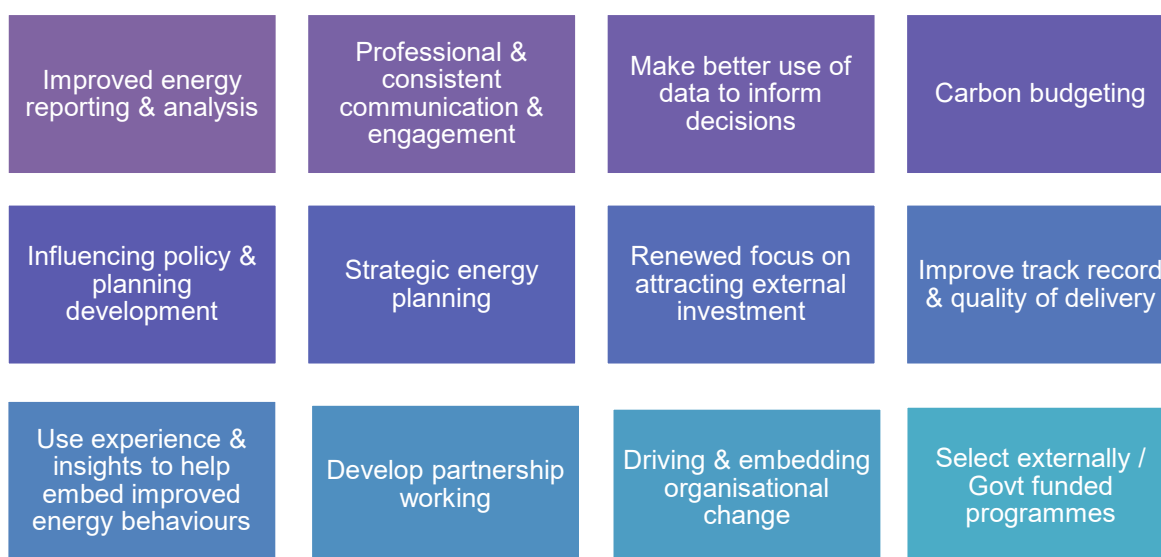 Improved energy
reporting & analysis
Professional &
consistent
communication &
engagement
Make better use of
data to inform
decisions
Carbon budgeting
Influencing policy &
planning
development
Strategic energy
planning
Renewed focus on
attracting external
investment
Improve track record
& quality of delivery
Use experience &
insights to help
embed improved
energy behaviours
Develop partnership
working
Driving & embedding
organisational
change
Select externally /
Govt funded
programmes